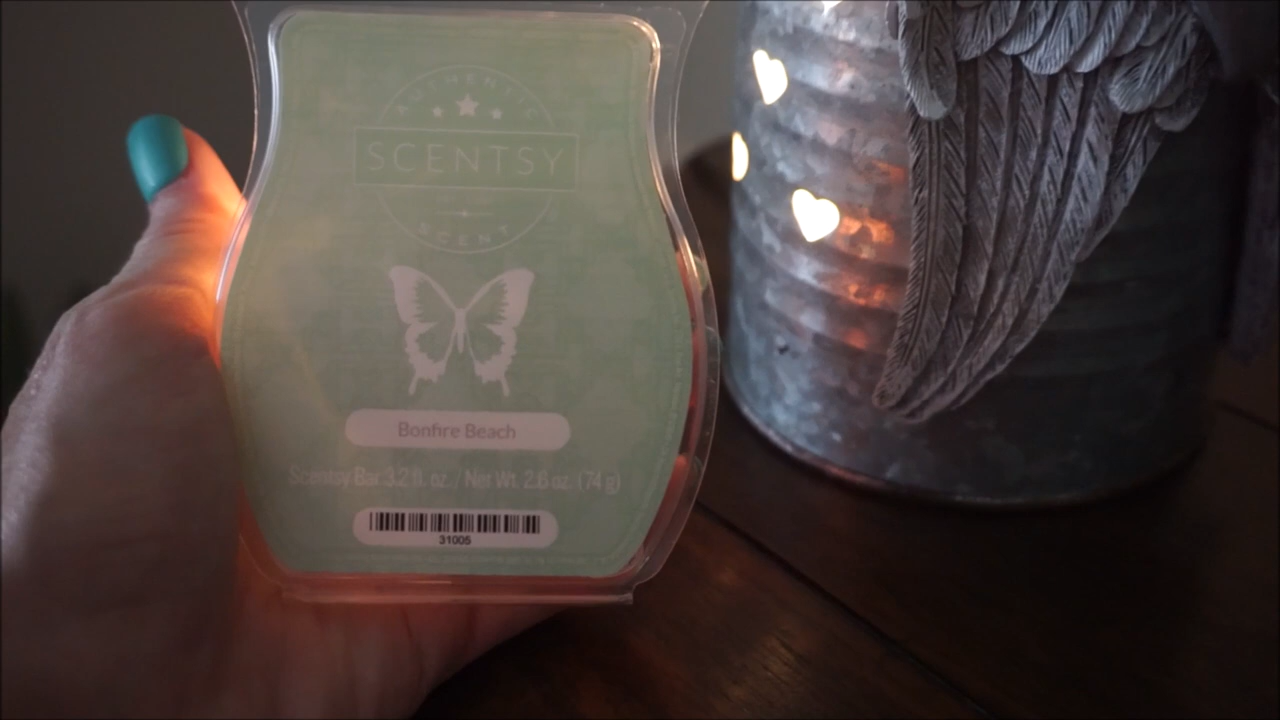 AUTHENTIC
SCENTSY
SCENT
Bonfire Beach
Scentsy Bar 3.2 fl. oz. / Net Wt. 2.6 oz. (74 g)
31005